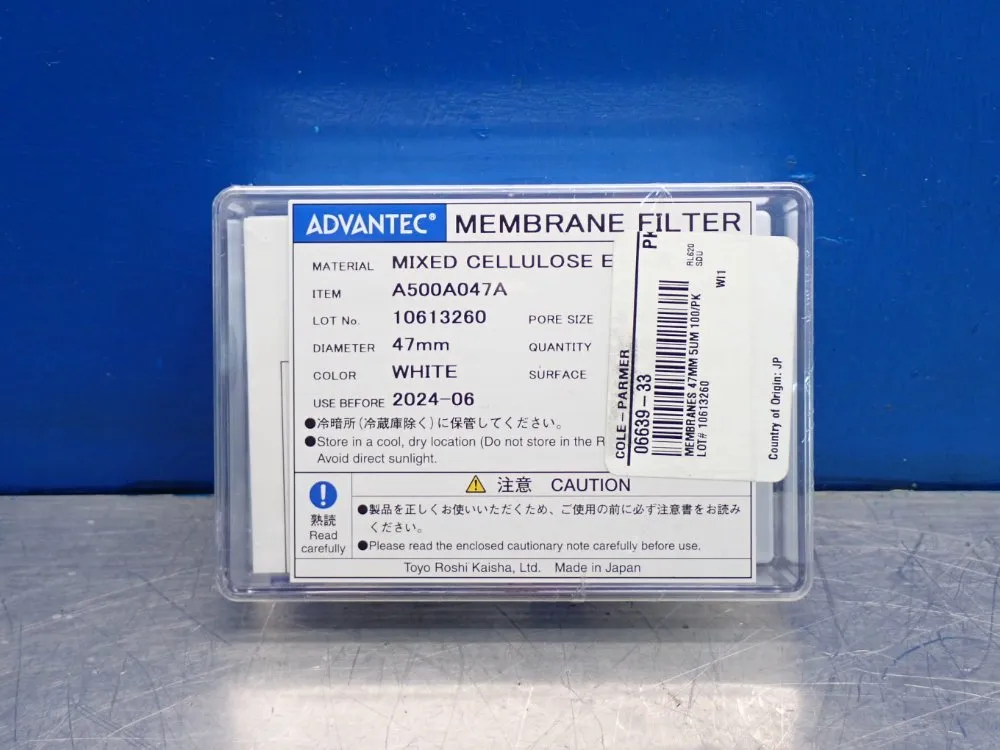 ADVANTEC® MEMBRANE FILTER
MATERIAL MIXED CELLULOSE E
ITEM A500A047A
LOT No. 10613260 PORE SIZE
DIAMETER 47mm QUANTITY
COLOR WHITE SURFACE
USE BEFORE 2024-06
●冷暗所(冷蔵庫除く)に保管してください。
●Store in a cool, dry location (Do not store in the R
Avoid direct sunlight.
⚠ 注意 CAUTION
熟読
Read
carefully
●製品を正しくお使いいただくため、ご使用の前に必ず注意書をお読み
ください。
●Please read the enclosed cautionary note carefully before use.
Toyo Roshi Kaisha, Ltd. Made in Japan
COLE-PARMER
06639-33
MEMBRANES 47MM 5UM 100/PK
LOT# 10613260
RL620
SDU
WI1
Country of Origin: JP